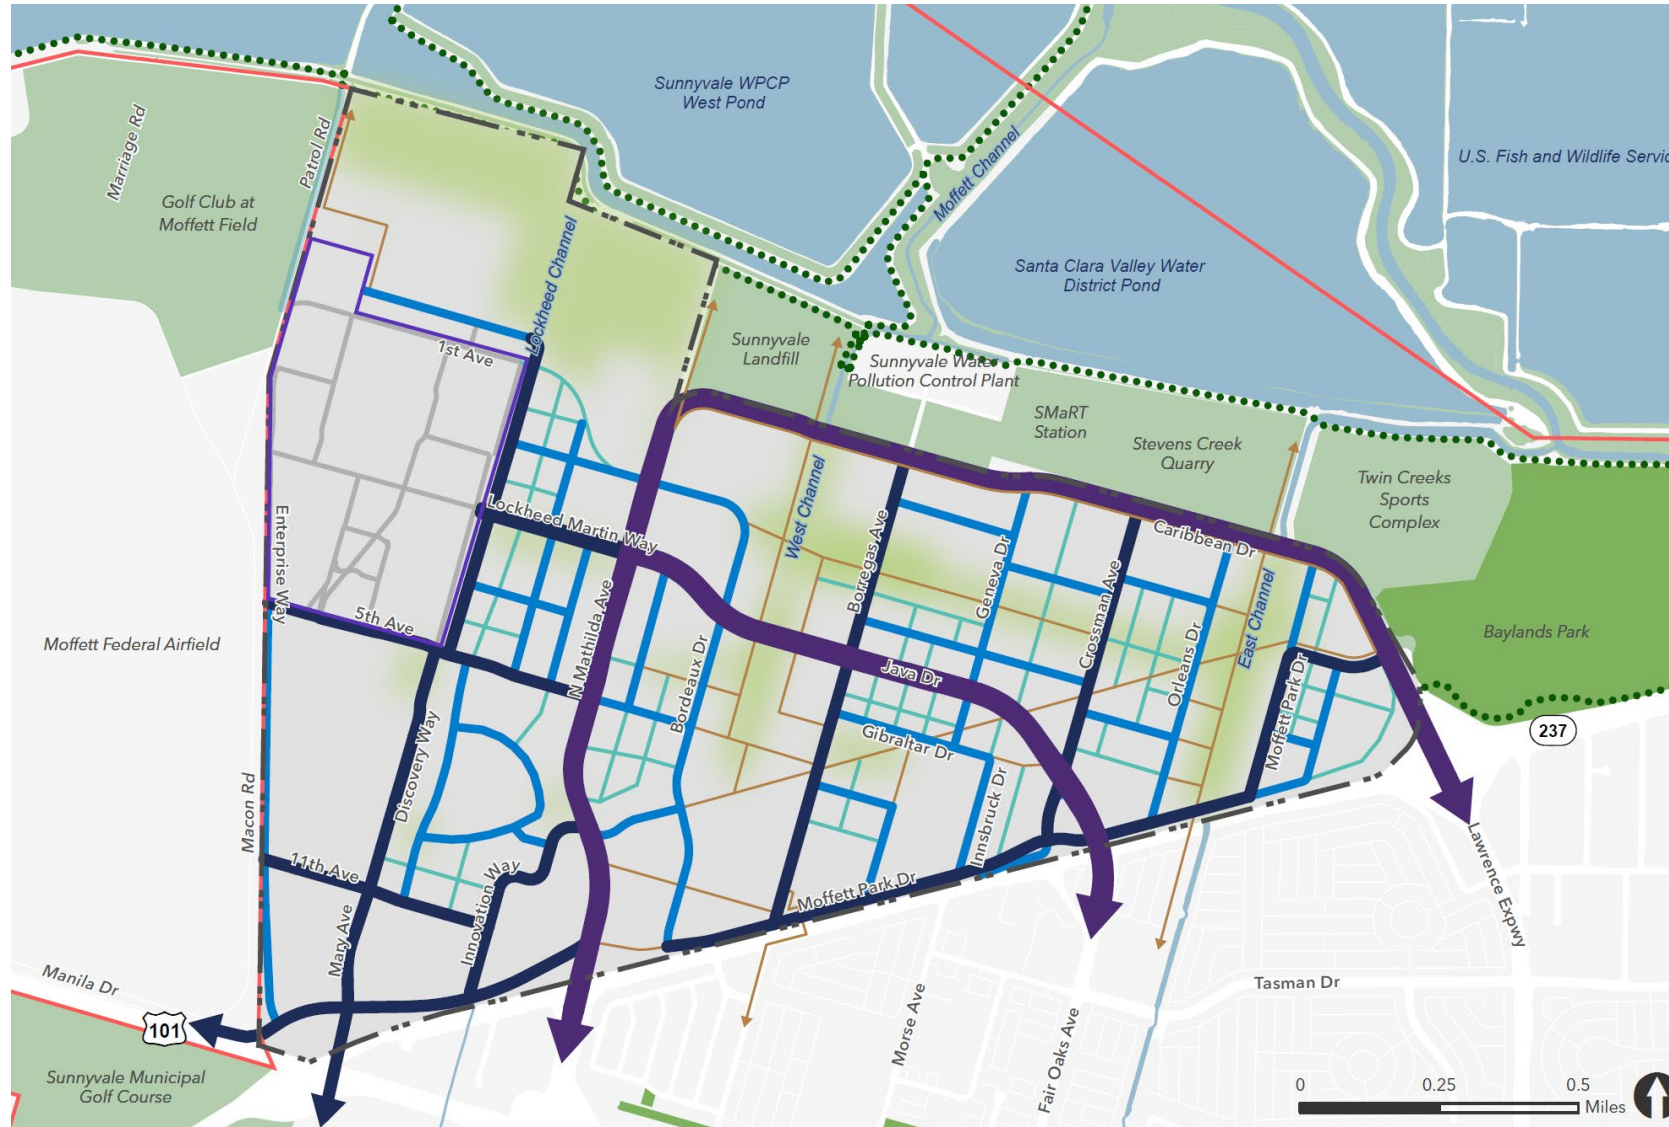 Sunnyvale WPCP
West Pond
Marriage Rd
Patrol Rd
Moffett Channel
U.S. Fish and Wildlife Servic
Golf Club at
Moffett Field
Lockheed Channel
Santa Clara Valley Water
District Pond
1st Ave
Sunnyvale
Landfill
Sunnyvale Water
Pollution Control Plant
SMaRT
Station
Stevens Creek
Quarry
Twin Creeks
Sports
Complex
Lockheed Martin Way
West Channel
Borregas Ave
Geneva Dr
Caribbean Dr
Enterprise Way
5th Ave
N Mathilda Ave
Crossman Ave
East Channel
Moffett Federal Airfield
Baylands Park
Bordeaux Dr
Java Dr
Orleans Dr
Moffett Park Dr
237
Gibraltar Dr
Discovery Way
Macon Rd
Innsbruck Dr
11th Ave
Innovation Way
Moffett Park Dr
Lawrence Expwy
Mary Ave
Manila Dr
Tasman Dr
101
Morse Ave
Fair Oaks Ave
Sunnyvale Municipal
Golf Course
0 0.25 0.5
Miles